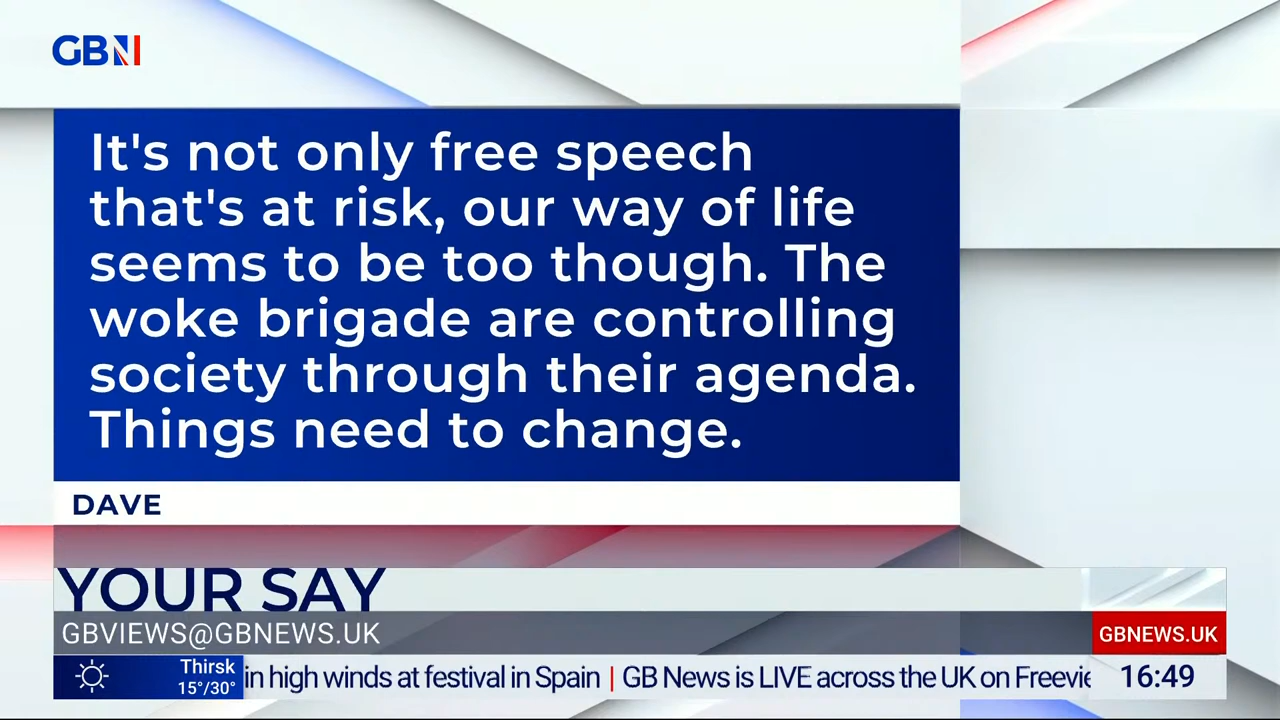 GBN
It's not only free speech
that's at risk, our way of life
seems to be too though. The
woke brigade are controlling
society through their agenda.
Things need to change.
DAVE
YOUR SAY
GBVIEWS@GBNEWS.UK
GBNEWS.UK
Thirsk
15°/30°
in high winds at festival in Spain | GB News is LIVE across the UK on Freevie
16:49